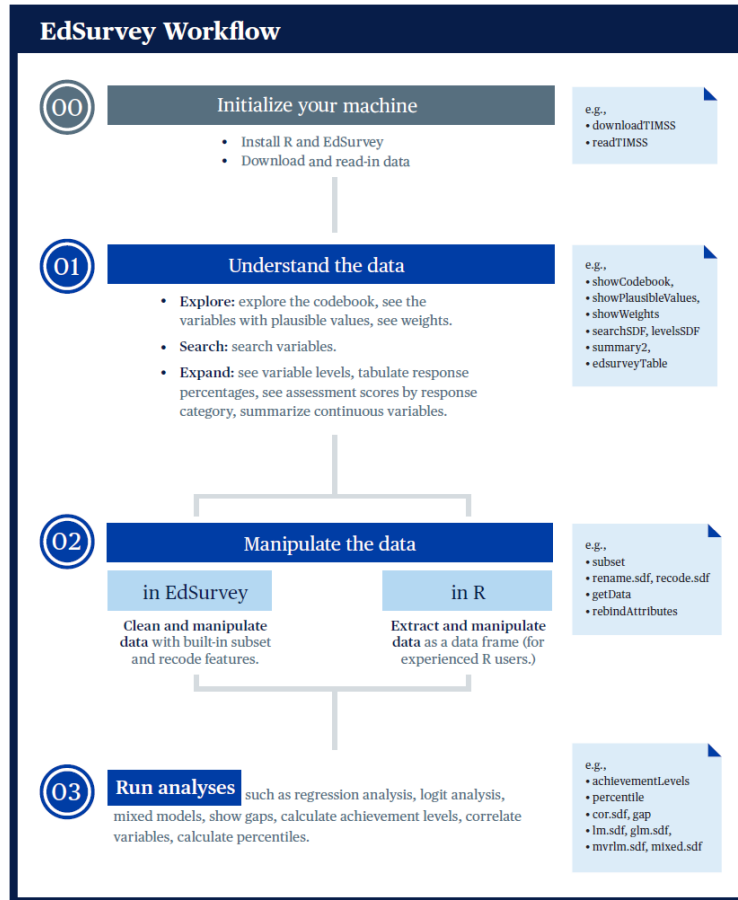 EdSurvey Workflow
00
Initialize your machine
• Install R and EdSurvey
• Download and read-in data
e.g.,
• downloadTIMSS
• readTIMSS
01
Understand the data
• Explore: explore the codebook, see the
variables with plausible values, see weights.
• Search: search variables.
• Expand: see variable levels, tabulate response
percentages, see assessment scores by response
category, summarize continuous variables.
e.g.,
• showCodebook,
• showPlausibleValues,
• showWeights
• searchSDF, levelsSDF
• summary2,
• edsurveyTable
02
Manipulate the data
in EdSurvey
Clean and manipulate
data with built-in subset
and recode features.
in R
Extract and manipulate
data as a data frame (for
experienced R users.)
e.g.,
• subset
• rename.sdf, recode.sdf
• getData
• rebindAttributes
03
Run analyses such as regression analysis, logit analysis,
mixed models, show gaps, calculate achievement levels, correlate
variables, calculate percentiles.
e.g.,
• achievementLevels
• percentile
• cor.sdf, gap
• lm.sdf, glm.sdf,
• mvrlm.sdf, mixed.sdf